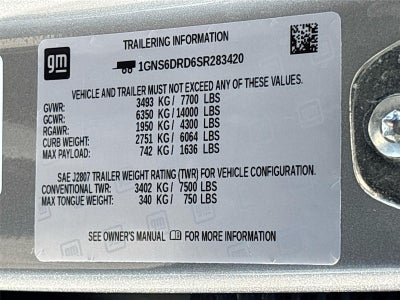 gm
TRAILERING INFORMATION
1GNS6DRD6SR283420
VEHICLE AND TRAILER MUST NOT EXCEED ANY OF THESE VALUES.
GVWR: 3493 KG / 7700 LBS
GCWR: 6350 KG / 14000 LBS
RGAWR: 1950 KG / 4300 LBS
CURB WEIGHT: 2751 KG / 6064 LBS
MAX PAYLOAD: 742 KG / 1636 LBS
SAE J2807 TRAILER WEIGHT RATING (TWR) FOR VEHICLE CONFIGURATION.
CONVENTIONAL TWR: 3402 KG / 7500 LBS
MAX TONGUE WEIGHT: 340 KG / 750 LBS
SEE OWNER'S MANUAL FOR MORE INFORMATION